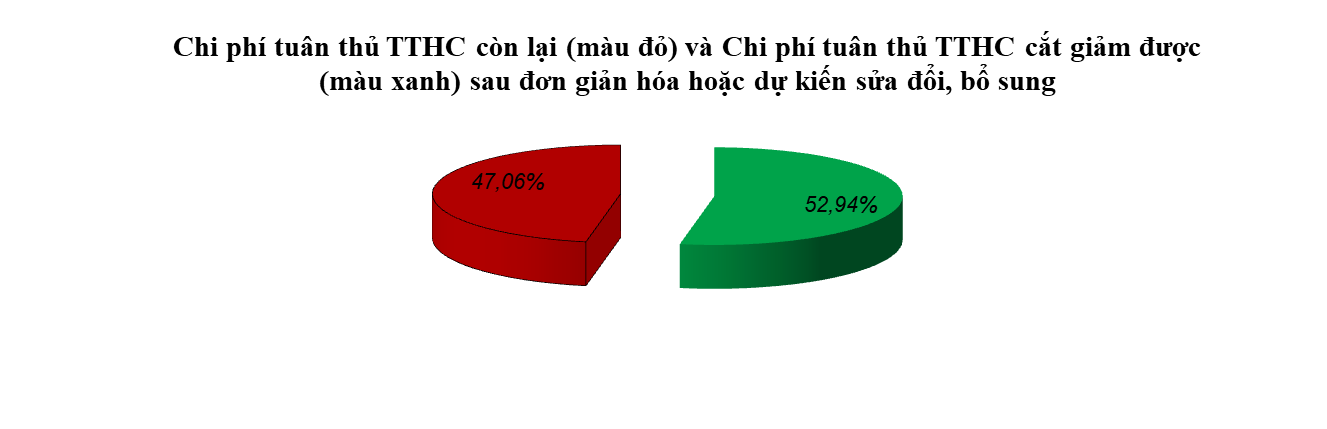 Chi phí tuân thủ TTHC còn lại (màu đỏ) và Chi phí tuân thủ TTHC cắt giảm được
(màu xanh) sau đơn giản hóa hoặc dự kiến sửa đổi, bổ sung
47,06%
52,94%